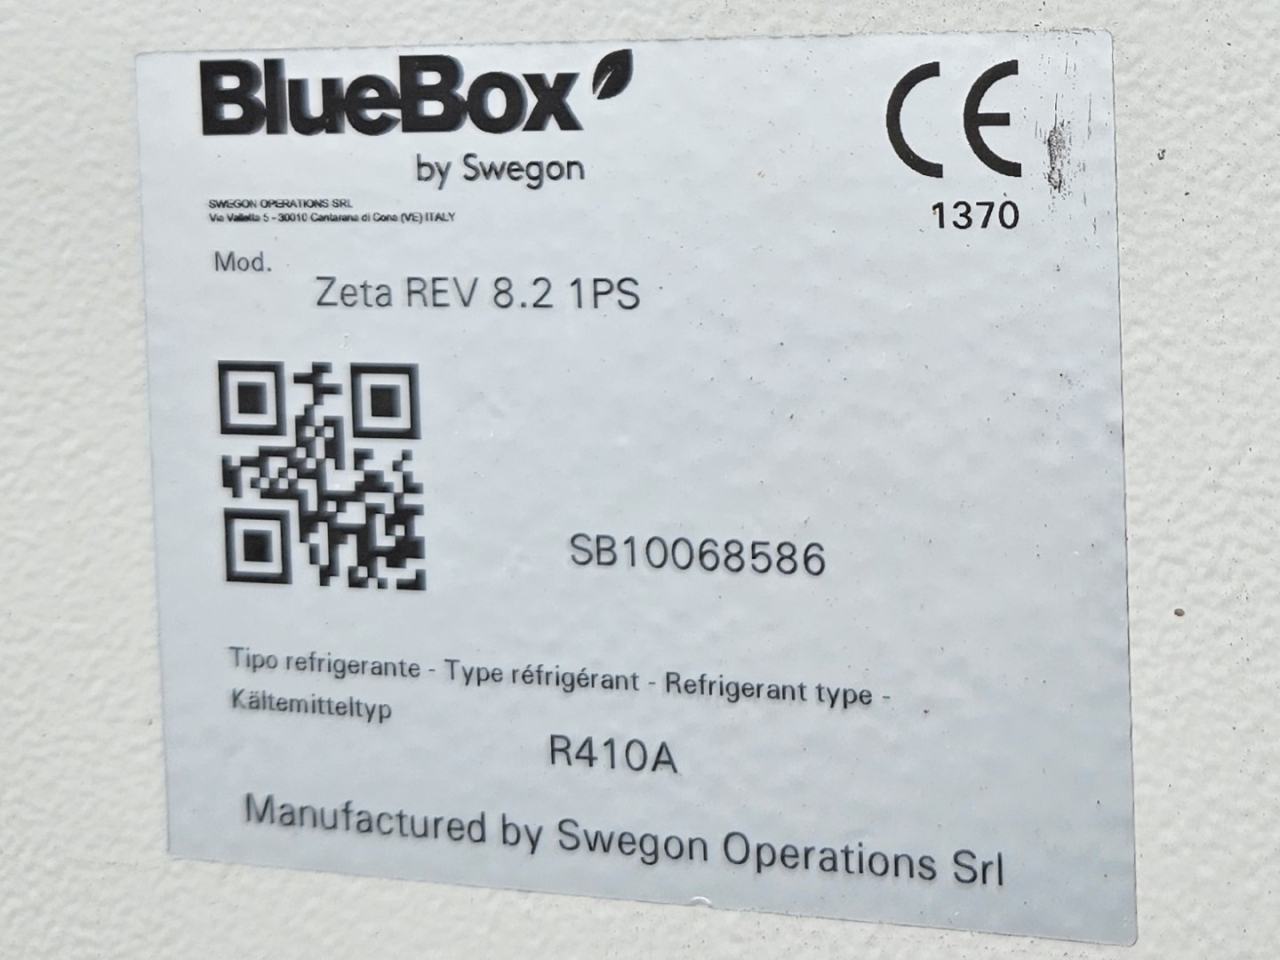 BlueBox
by Swegon
SWEGON OPERATIONS SRL
Via Valletta 5 - 30010 Cantarana di Cona (VE) ITALY
CE
1370
Mod.
Zeta REV 8.2 1PS
SB10068586
Tipo refrigerante - Type réfrigérant - Refrigerant type -
Kältemitteltyp
R410A
Manufactured by Swegon Operations Srl